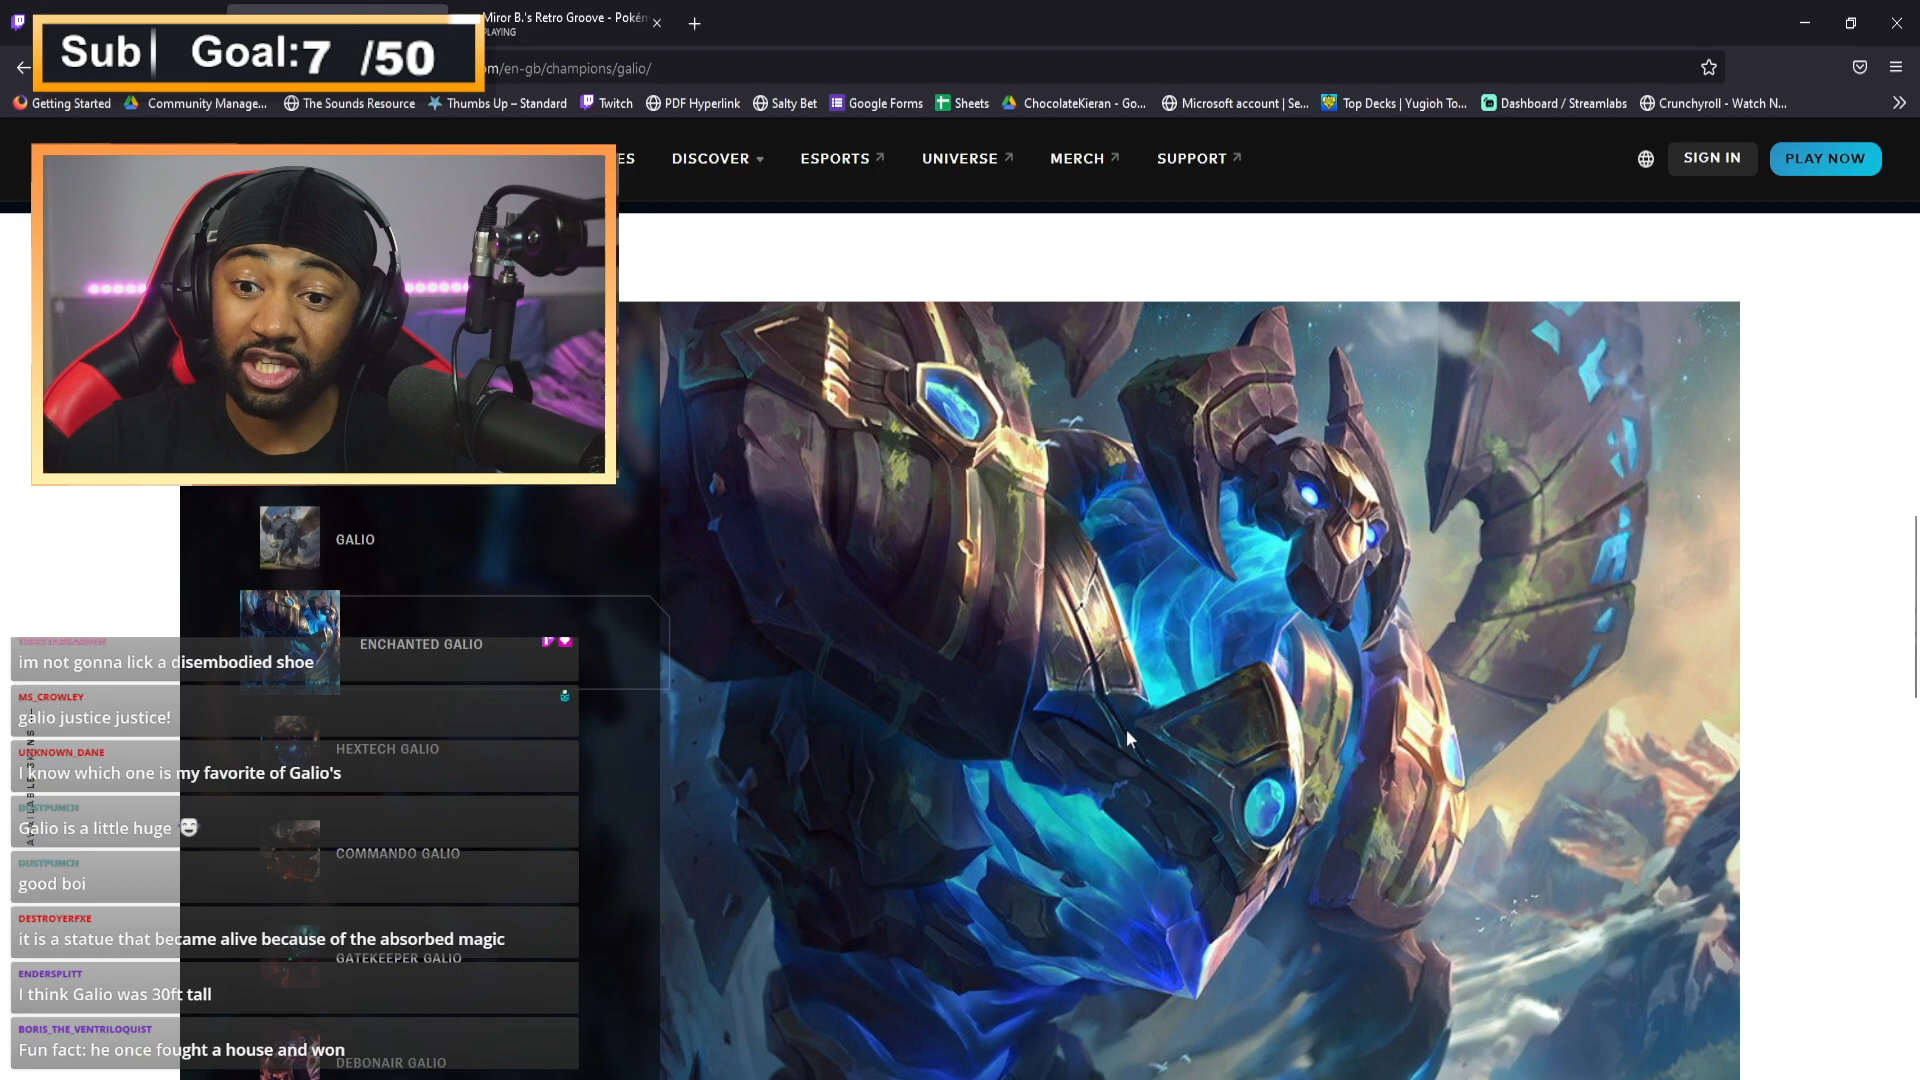 Miror B.'s Retro Groove - Pokén
PLAYING
Sub Goal:7 /50
om/en-gb/champions/galio/
Getting Started
Community Manage...
The Sounds Resource
Thumbs Up – Standard
Twitch
PDF Hyperlink
Salty Bet
Google Forms
Sheets
ChocolateKieran - Go...
Microsoft account | Se...
Top Decks | Yugioh To...
Dashboard / Streamlabs
Crunchyroll - Watch N...
ES
DISCOVER
ESPORTS
UNIVERSE
MERCH
SUPPORT
SIGN IN
PLAY NOW
GALIO
ENCHANTED GALIO
HEXTECH GALIO
COMMANDO GALIO
GATEKEEPER GALIO
DEBONAIR GALIO
AVAILABLE SKINS
im not gonna lick a disembodied shoe
MS_CROWLEY
galio justice justice!
UNKNOWN_DANE
I know which one is my favorite of Galio's
DUSTPUNCH
Galio is a little huge
DUSTPUNCH
good boi
DESTROYERFXE
it is a statue that became alive because of the absorbed magic
ENDERSPLITT
I think Galio was 30ft tall
BORIS_THE_VENTRILOQUIST
Fun fact: he once fought a house and won